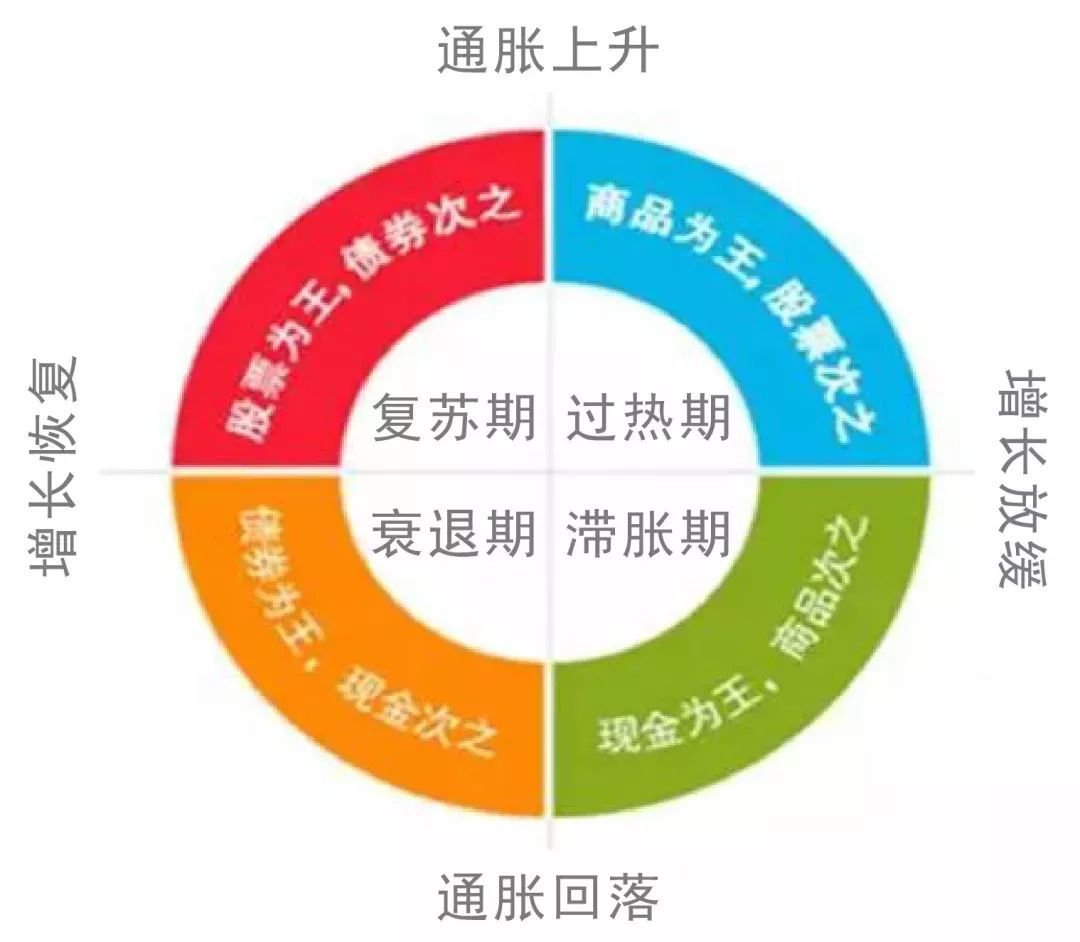 通胀上升
股票为王,债券次之
商品为王,股票次之
增长恢复
复苏期
过热期
增长放缓
衰退期
滞胀期
债券为王，现金次之
现金为王，商品次之
通胀回落